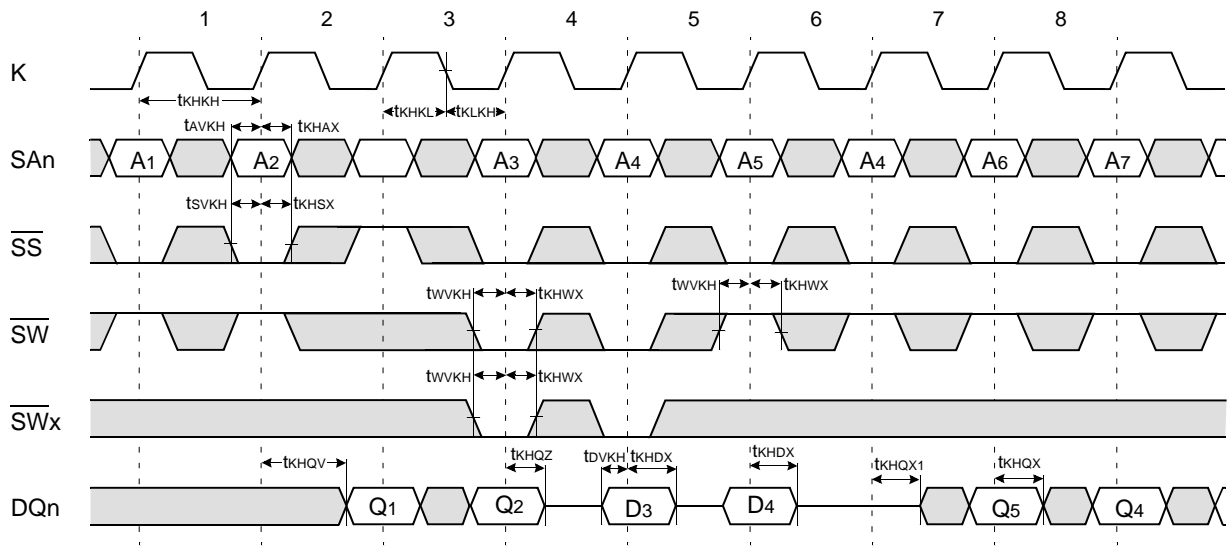 1 2 3 4 5 6 7 8
K
tKHKH tKHKL tKLKH
tAVKH tKHAX
SAn A1 A2 A3 A4 A5 A4 A6 A7
tSVKH tKHSX
SS
tWVKH tKHWX tWVKH tKHWX
SW
tWVKH tKHWX
SWx
tKHQV tKHQZ tDVKH tKHDX tKHDX tKHQX1 tKHQX
DQn Q1 Q2 D3 D4 Q5 Q4